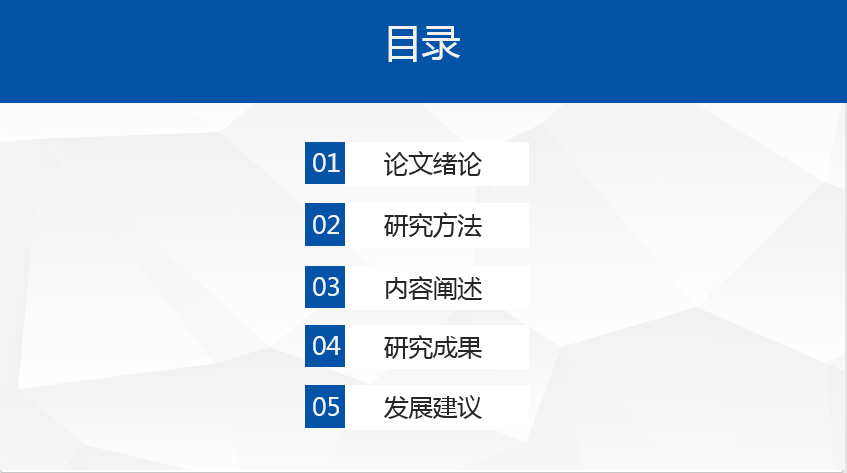 目录
01 论文绪论
02 研究方法
03 内容阐述
04 研究成果
05 发展建议